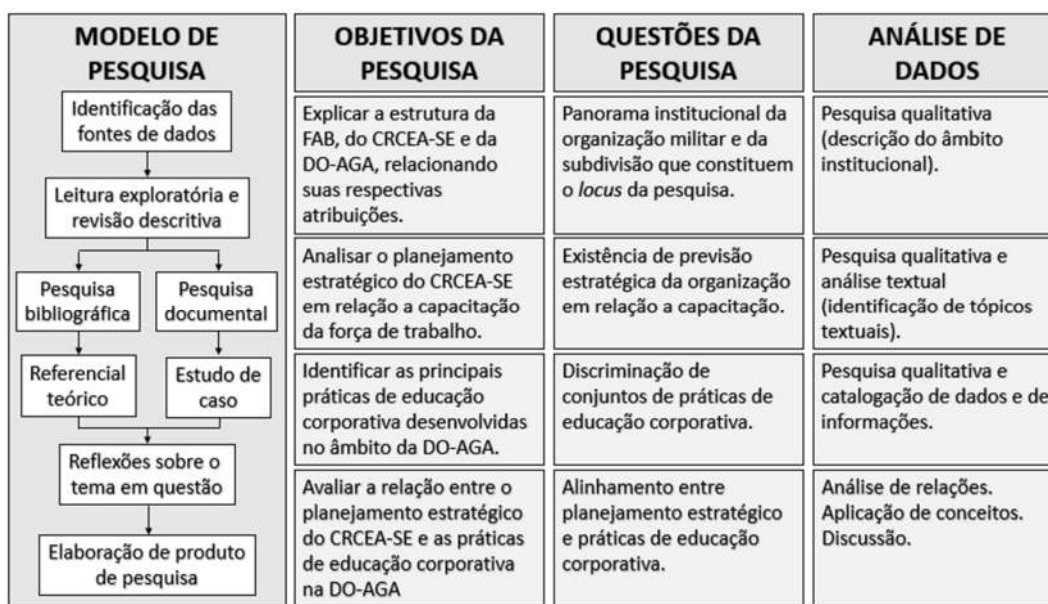 MODELO DE
PESQUISA
Identificação das
fontes de dados
Leitura exploratória e
revisão descritiva
Pesquisa
bibliográfica
Pesquisa
documental
Referencial
teórico
Estudo de
caso
Reflexões sobre o
tema em questão
Elaboração de produto
de pesquisa
OBJETIVOS DA
PESQUISA
Explicar a estrutura da
FAB, do CRCEA-SE e da
DO-AGA, relacionando
suas respectivas
atribuições.
Analisar o planejamento
estratégico do CRCEA-SE
em relação a capacitação
da força de trabalho.
Identificar as principais
práticas de educação
corporativa desenvolvidas
no âmbito da DO-AGA.
Avaliar a relação entre o
planejamento estratégico
do CRCEA-SE e as práticas
de educação corporativa
na DO-AGA
QUESTÕES DA
PESQUISA
Panorama institucional da
organização militar e da
subdivisão que constituem
o locus da pesquisa.
Existência de previsão
estratégica da organização
em relação a capacitação.
Discriminação de
conjuntos de práticas de
educação corporativa.
Alinhamento entre
planejamento estratégico
e práticas de educação
corporativa.
ANÁLISE DE
DADOS
Pesquisa qualitativa
(descrição do âmbito
institucional).
Pesquisa qualitativa e
análise textual
(identificação de tópicos
textuais).
Pesquisa qualitativa e
catalogação de dados e de
informações.
Análise de relações.
Aplicação de conceitos.
Discussão.